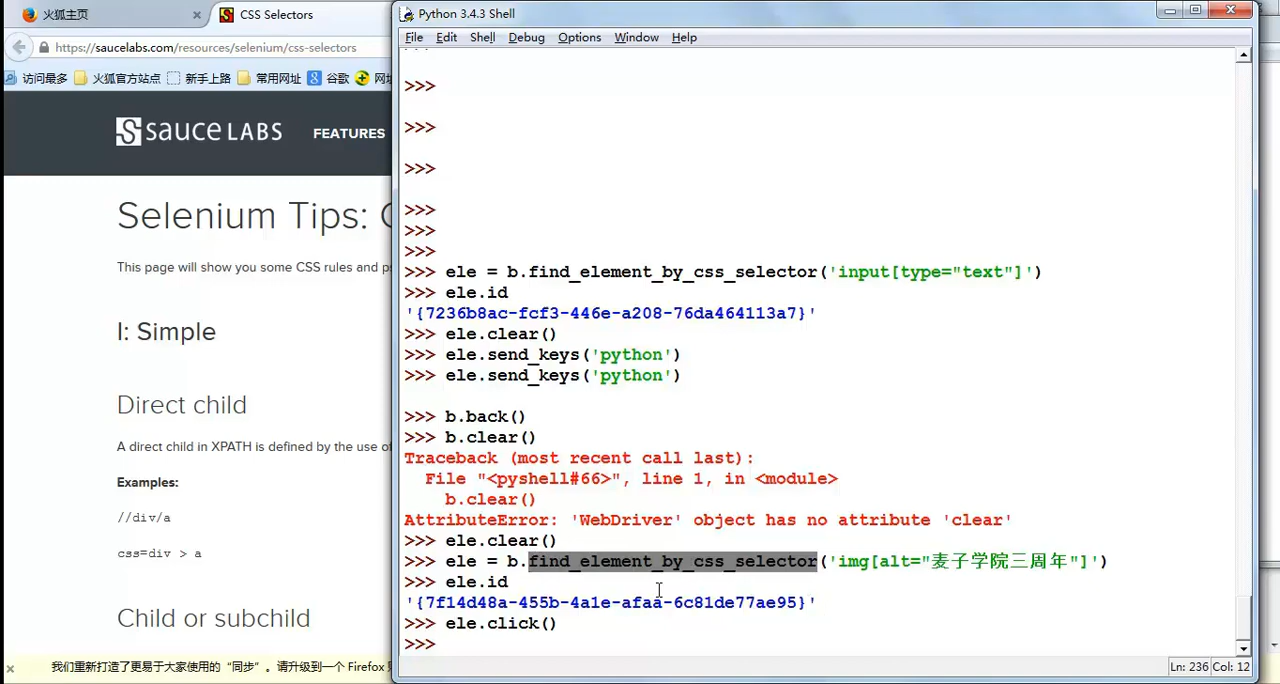 火狐主页
CSS Selectors
https://saucelabs.com/resources/selenium/css-selectors
访问最多 火狐官方站点 新手上路 常用网址 谷歌
SAUCE LABS
FEATURES
Selenium Tips:
This page will show you some CSS rules and
I: Simple
Direct child
A direct child in XPATH is defined by the use of
Examples:
//div/a
css=div > a
Child or subchild
我们重新打造了更易于大家使用的“同步”。请升级到一个 Firefox
Python 3.4.3 Shell
File Edit Shell Debug Options Window Help
>>>
>>>
>>>
>>>
>>>
>>>
>>> ele = b.find_element_by_css_selector('input[type="text"]')
>>> ele.id
'{7236b8ac-fcf3-446e-a208-76da464113a7}'
>>> ele.clear()
>>> ele.send_keys('python')
>>> ele.send_keys('python')
>>> b.back()
>>> b.clear()
Traceback (most recent call last):
File "<pyshell#66>", line 1, in <module>
b.clear()
AttributeError: 'WebDriver' object has no attribute 'clear'
>>> ele.clear()
>>> ele = b.find_element_by_css_selector('img[alt="麦子学院三周年"]')
>>> ele.id
'{7f14d48a-455b-4a1e-afaa-6c81de77ae95}'
>>> ele.click()
>>>
Ln: 236 Col: 12